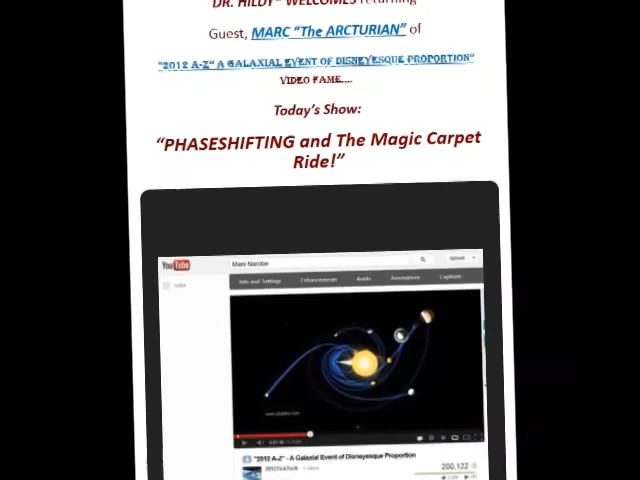 DR. HILDY® WELCOMES returning
Guest, MARC "The ARCTURIAN" of
"2012 A-Z" A GALAXIAL EVENT OF DISNEYESQUE PROPORTION"
VIDEO FAME....
Today's Show:
"PHASESHIFTING and The Magic Carpet
Ride!"
YouTube
Marc Narobe
Upload
Info and Settings
Enhancements
Audio
Annotations
Captions
"2012 A-Z" - A Galaxial Event of Disneyesque Proportion
200,122